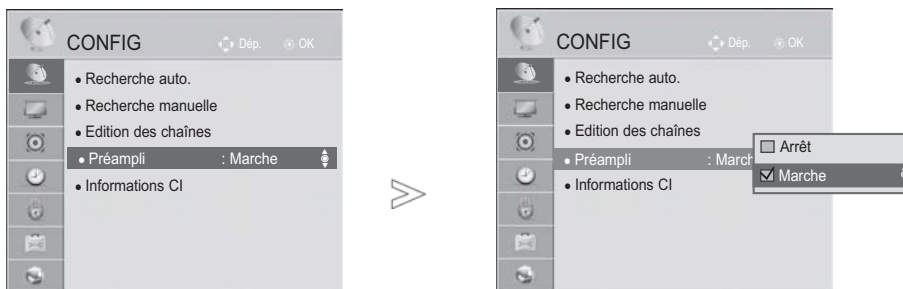 CONFIG Dép. OK
• Recherche auto.
• Recherche manuelle
• Edition des chaînes
• Préampli : Marche
• Informations CI
CONFIG Dép. OK
• Recherche auto.
• Recherche manuelle
• Edition des chaînes
• Préampli : March
• Informations CI
Arrêt
Marche